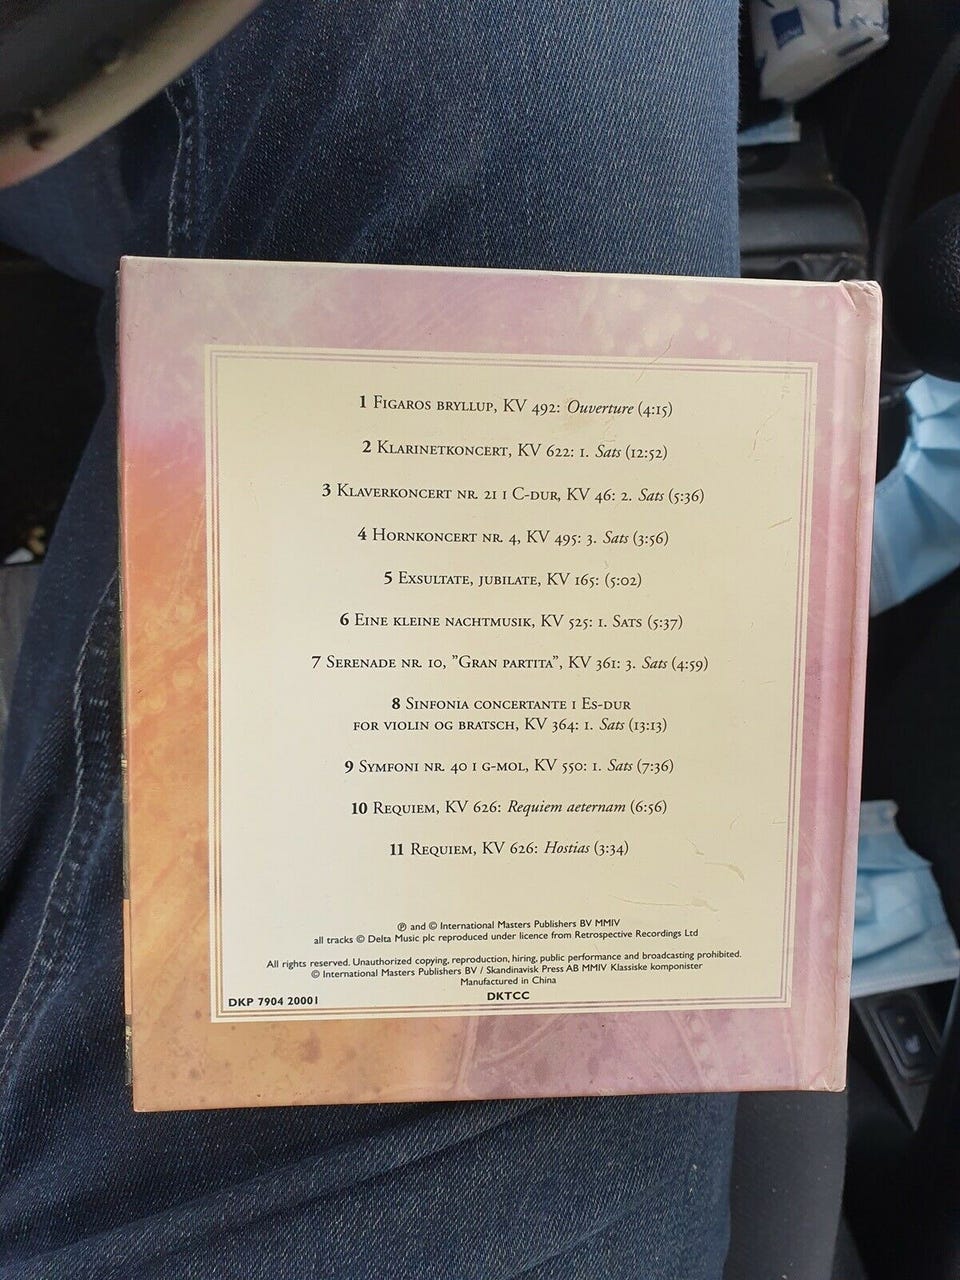 1 Figaros bryllup, KV 492: Ouverture (4:15)
2 Klarinetkoncert, KV 622: 1. Sats (12:52)
3 Klaverkoncert nr. 21 i C-dur, KV 46: 2. Sats (5:36)
4 Hornkoncert nr. 4, KV 495: 3. Sats (3:56)
5 Exsultate, jubilate, KV 165: (5:02)
6 Eine kleine nachtmusik, KV 525: 1. Sats (5:37)
7 Serenade nr. 10, ”Gran partita”, KV 361: 3. Sats (4:59)
8 Sinfonia concertante i Es-dur
for violin og bratsch, KV 364: 1. Sats (13:13)
9 Symfoni nr. 40 i g-mol, KV 550: 1. Sats (7:36)
10 Requiem, KV 626: Requiem aeternam (6:56)
11 Requiem, KV 626: Hostias (3:34)
℗ and © International Masters Publishers BV MMIV
all tracks © Delta Music plc reproduced under licence from Retrospective Recordings Ltd
All rights reserved. Unauthorized copying, reproduction, hiring, public performance and broadcasting prohibited.
© International Masters Publishers BV / Skandinavisk Press AB MMIV Klassiske komponister
Manufactured in China
DKP 7904 20001
DKTCC